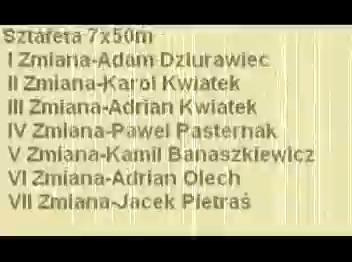 Sztafeta 7x50m
I Zmiana-Adam Dziurawiec
II Zmiana-Karol Kwiatek
III Zmiana-Adrian Kwiatek
IV Zmiana-Paweł Pasternak
V Zmiana-Kamil Banaszkiewicz
VI Zmiana-Adrian Olech
VII Zmiana-Jacek Pietraś